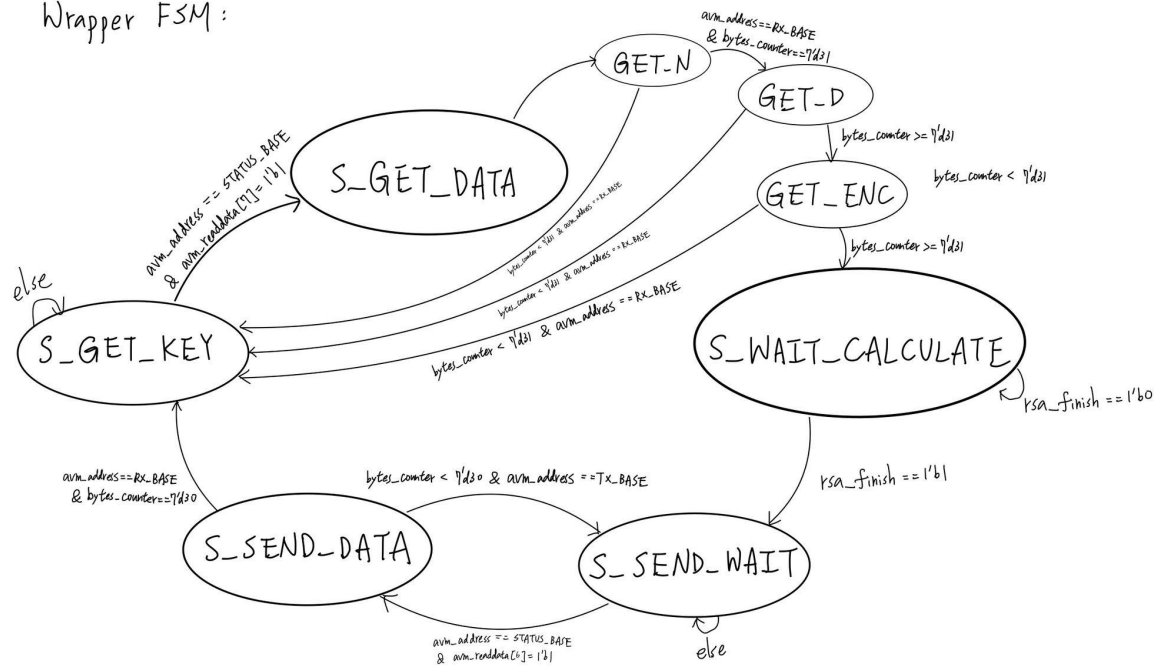 Wrapper FSM :
avm_address==RX_BASE
& bytes_counter==7'd31
GET_N
GET_D
bytes_counter >= 7'd31
avm_address == STATUS_BASE
& avm_readdata[7]=1'b1
S_GET_DATA
GET_ENC
bytes_counter < 7'd31
bytes_counter >= 7'd31
bytes_counter < 7'd31 & avm_address ==RX_BASE
bytes_counter < 7'd31 & avm_address ==RX_BASE
bytes_counter < 7'd31 & avm_address ==RX_BASE
else
S_GET_KEY
S_WAIT_CALCULATE
rsa_finish ==1'b0
avm_address==RX_BASE
& bytes_counter==7'd30
bytes_counter < 7'd30 & avm_address ==TX_BASE
rsa_finish ==1'b1
S_SEND_DATA
S_SEND_WAIT
avm_address == STATUS_BASE
& avm_readdata[6]=1'b1
else